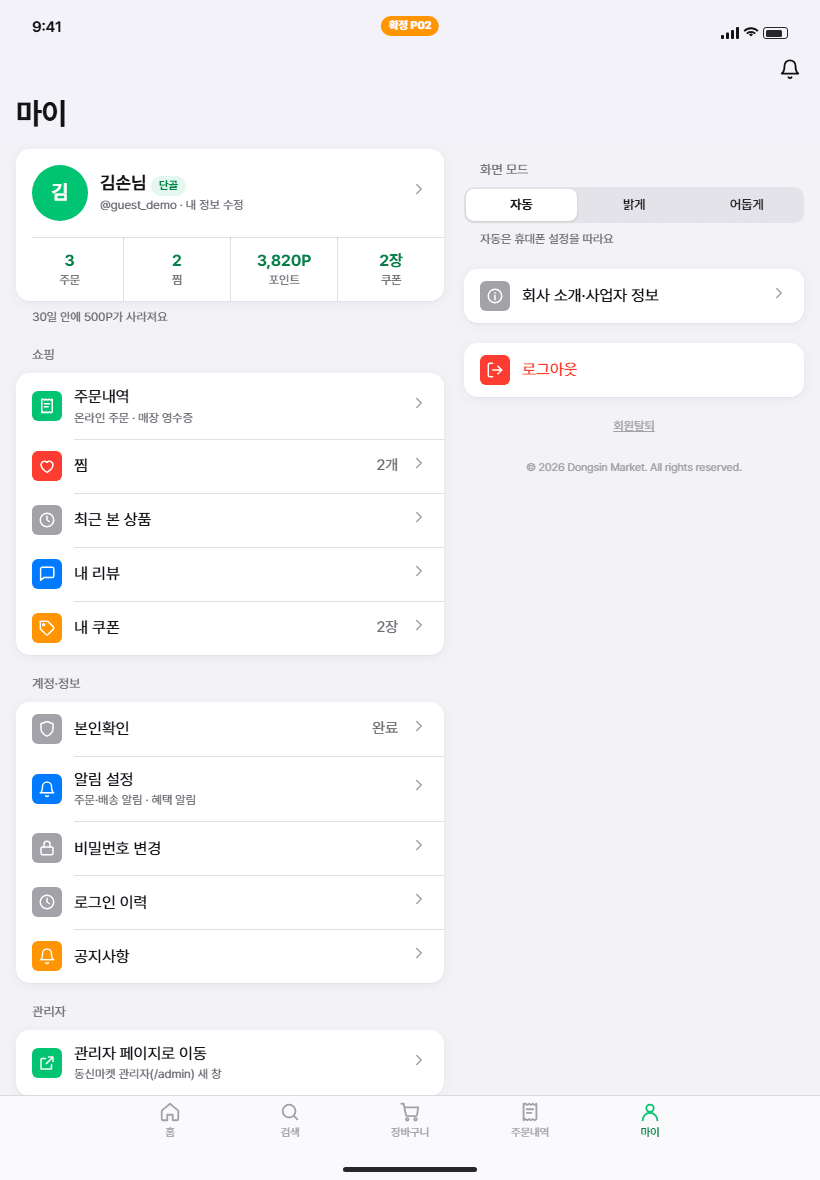 9:41
확정 P02
마이
김
김손님 단골
@guest_demo · 내 정보 수정
3
주문
2
찜
3,820P
포인트
2장
쿠폰
30일 안에 500P가 사라져요
쇼핑
주문내역
온라인 주문 · 매장 영수증
찜 2개
최근 본 상품
내 리뷰
내 쿠폰 2장
계정·정보
본인확인 완료
알림 설정
주문·배송 알림 · 혜택 알림
비밀번호 변경
로그인 이력
공지사항
관리자
관리자 페이지로 이동
동신마켓 관리자(/admin) 새 창
화면 모드
자동 밝게 어둡게
자동은 휴대폰 설정을 따라요
회사 소개·사업자 정보
로그아웃
회원탈퇴
© 2026 Dongsin Market. All rights reserved.
홈 검색 장바구니 주문내역 마이